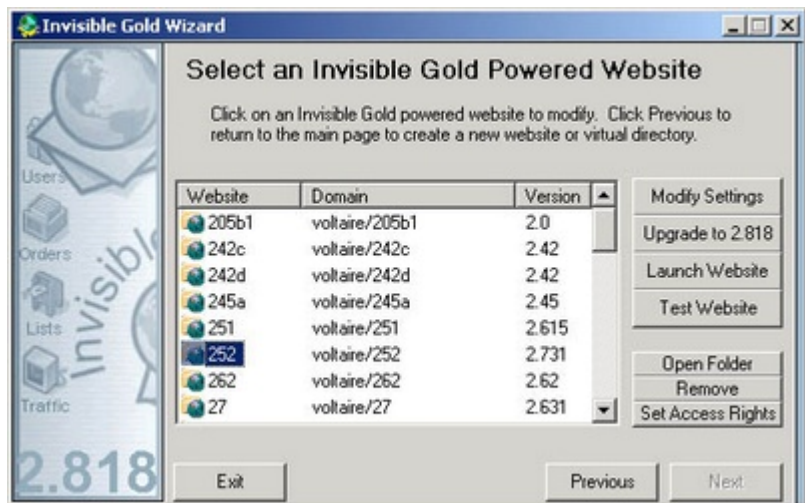 Invisible Gold Wizard
Select an Invisible Gold Powered Website
Click on an Invisible Gold powered website to modify. Click Previous to
return to the main page to create a new website or virtual directory.
Users
Orders
Lists
Traffic
Invisible
2.818
Website Domain Version
205b1 voltaire/205b1 2.0
242c voltaire/242c 2.42
242d voltaire/242d 2.42
245a voltaire/245a 2.45
251 voltaire/251 2.615
252 voltaire/252 2.731
262 voltaire/262 2.62
27 voltaire/27 2.631
Modify Settings
Upgrade to 2.818
Launch Website
Test Website
Open Folder
Remove
Set Access Rights
Exit
Previous
Next